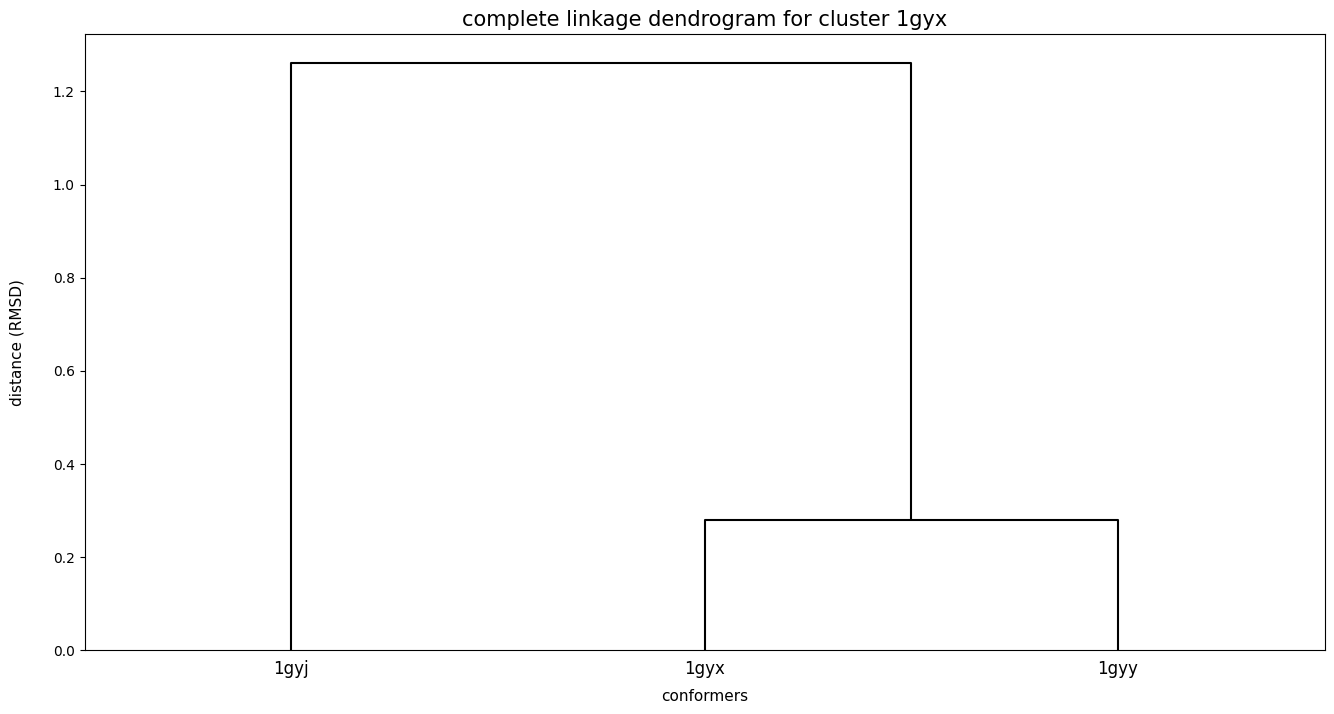 complete linkage dendrogram for cluster 1gyx
1.2
1.0
0.8
0.6
0.4
0.2
0.0
distance (RMSD)
1gyj 1gyx 1gyy
conformers